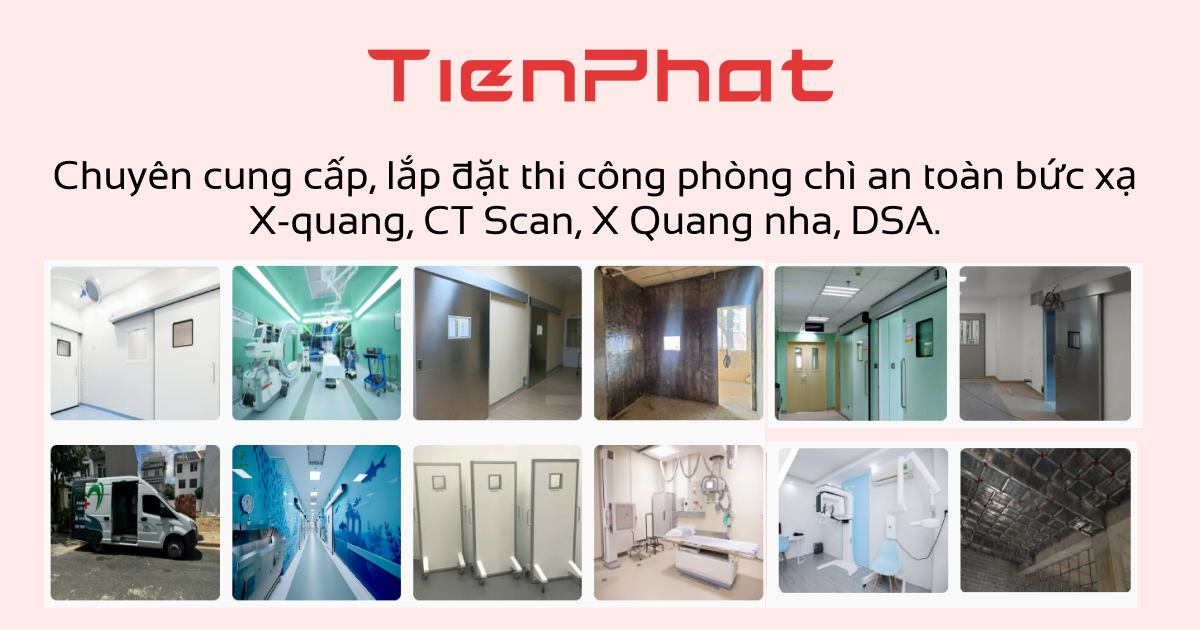 TienPhat
Chuyên cung cấp, lắp đặt thi công phòng chì an toàn bức xạ
X-quang, CT Scan, X Quang nha, DSA.